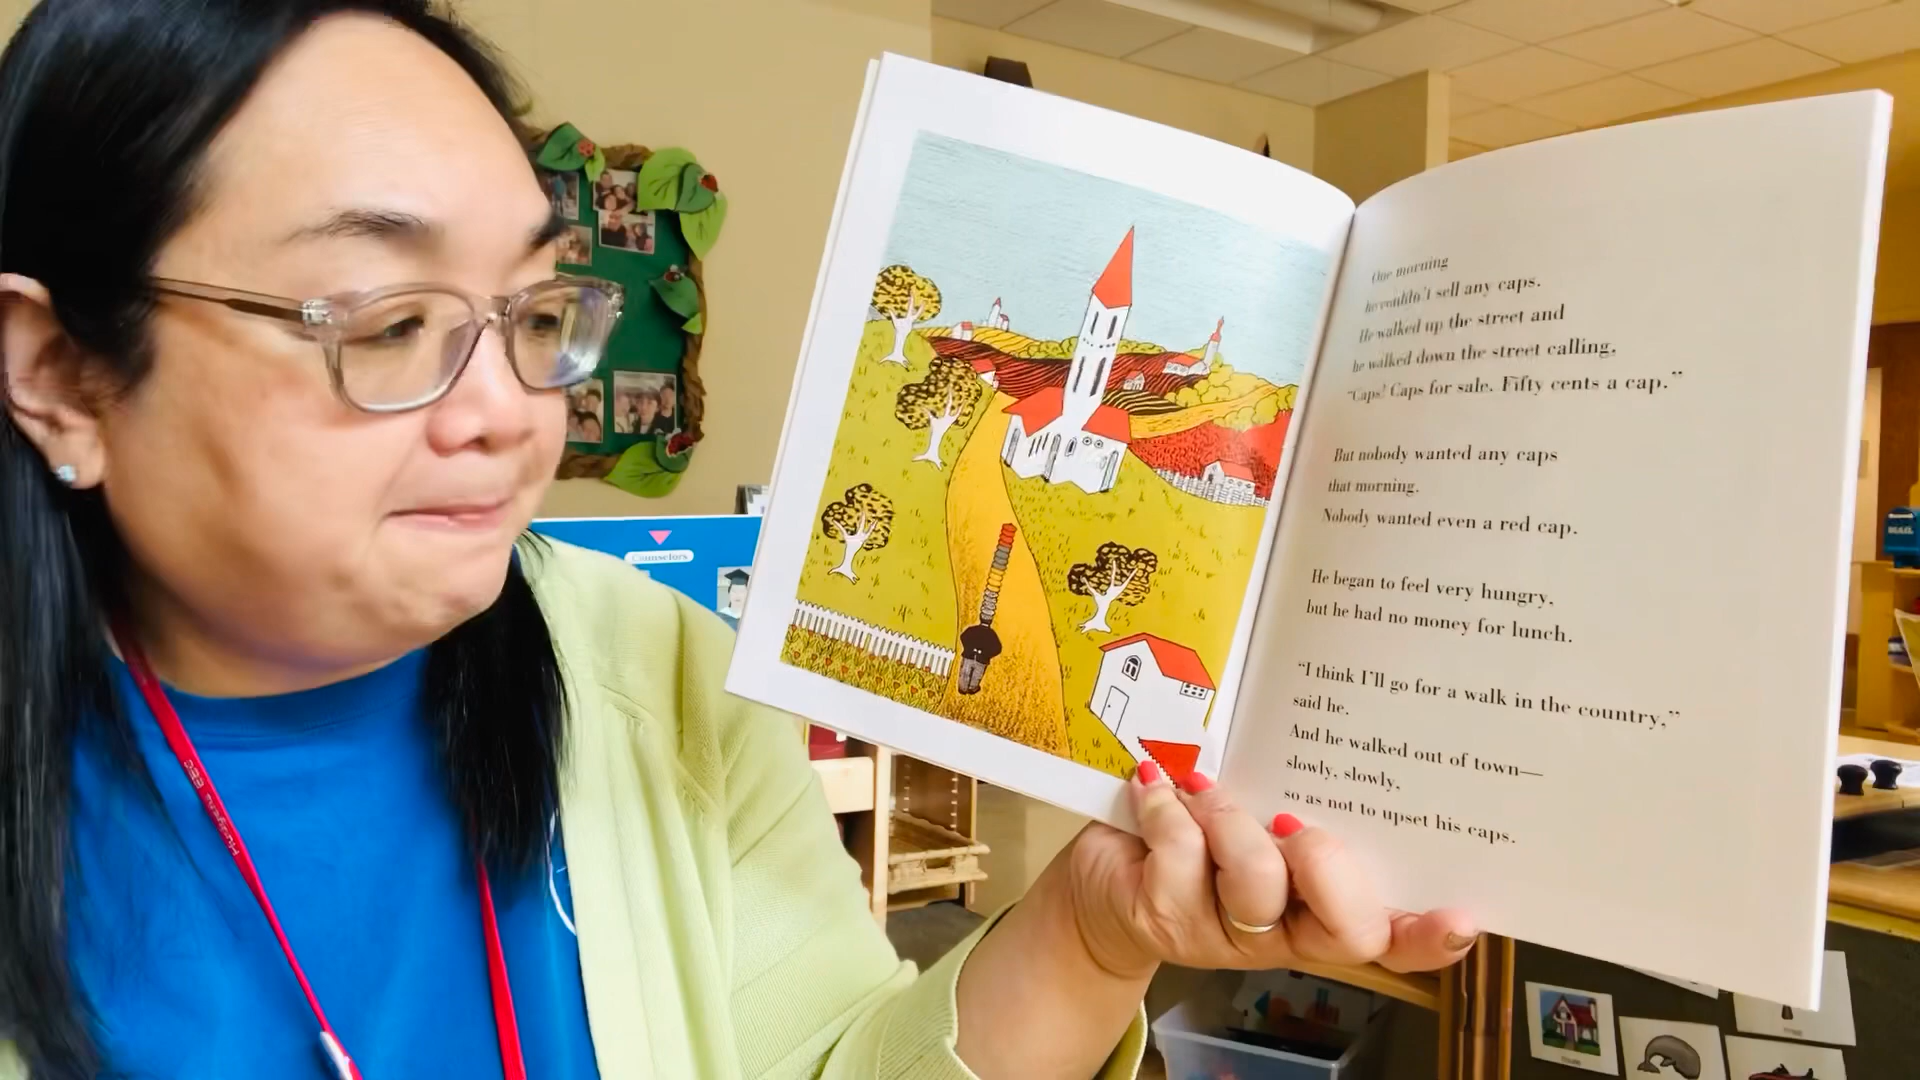 One morning
he couldn't sell any caps.
He walked up the street and
he walked down the street calling,
"Caps! Caps for sale. Fifty cents a cap."
But nobody wanted any caps
that morning.
Nobody wanted even a red cap.
He began to feel very hungry,
but he had no money for lunch.
"I think I'll go for a walk in the country,"
said he.
And he walked out of town—
slowly, slowly,
so as not to upset his caps.
Counselors
MAIL